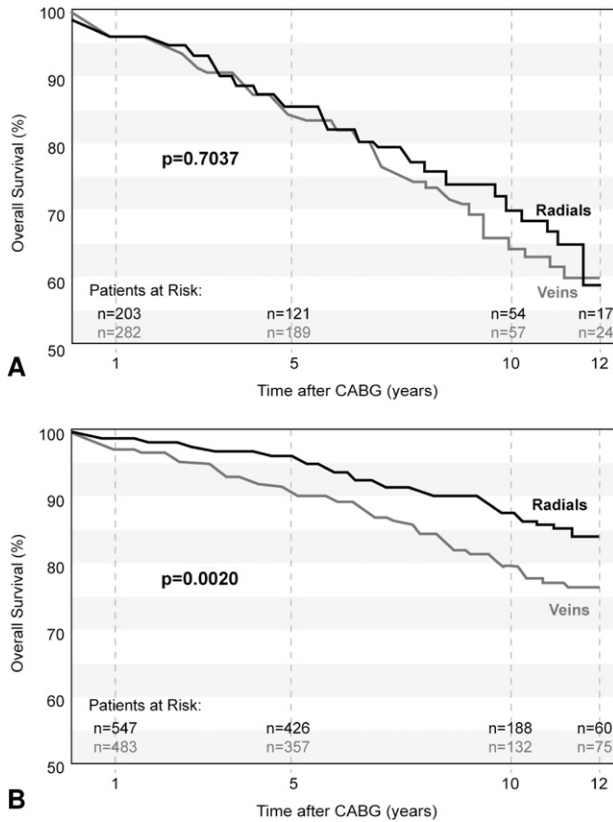 100
90
80
70
60
50
Overall Survival (%)
p=0.7037
Radials
Veins
Patients at Risk:
n=203 n=121 n=54 n=17
n=282 n=189 n=57 n=24
1 5 10 12
A
Time after CABG (years)
100
90
80
70
60
50
Overall Survival (%)
Radials
p=0.0020
Veins
Patients at Risk:
n=547 n=426 n=188 n=60
n=483 n=357 n=132 n=75
1 5 10 12
B
Time after CABG (years)